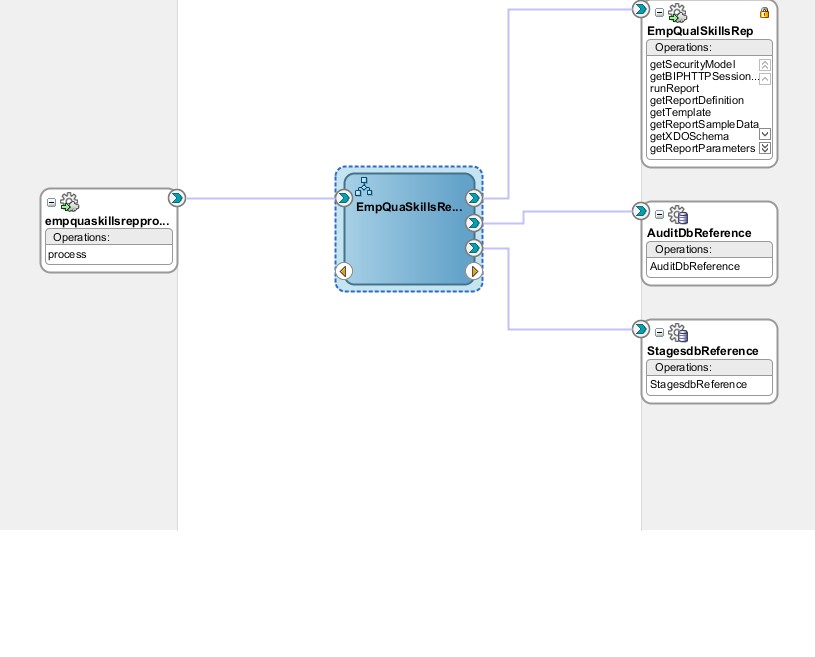 EmpQualSkillsRep
Operations:
getSecurityModel
getBIPHTTPSession...
runReport
getReportDefinition
getTemplate
getReportSampleData
getXDOSchema
getReportParameters
empquaskillsreppro...
Operations:
process
EmpQuaSkillsRe...
AuditDbReference
Operations:
AuditDbReference
StagesdbReference
Operations:
StagesdbReference